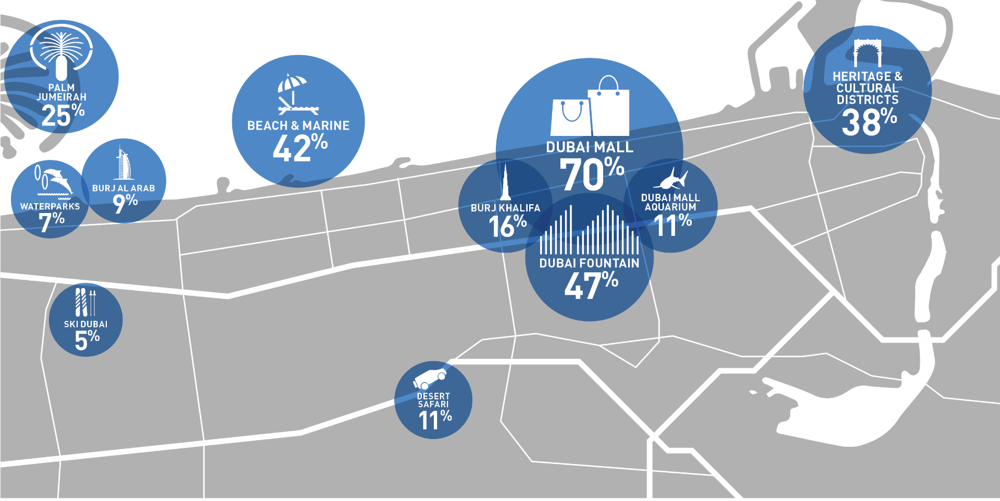 PALM
JUMEIRAH
25%
BEACH & MARINE
42%
DUBAI MALL
70%
HERITAGE &
CULTURAL
DISTRICTS
38%
BURJ AL ARAB
9%
WATERPARKS
7%
BURJ KHALIFA
16%
DUBAI MALL
AQUARIUM
11%
DUBAI FOUNTAIN
47%
SKI DUBAI
5%
DESERT
SAFARI
11%